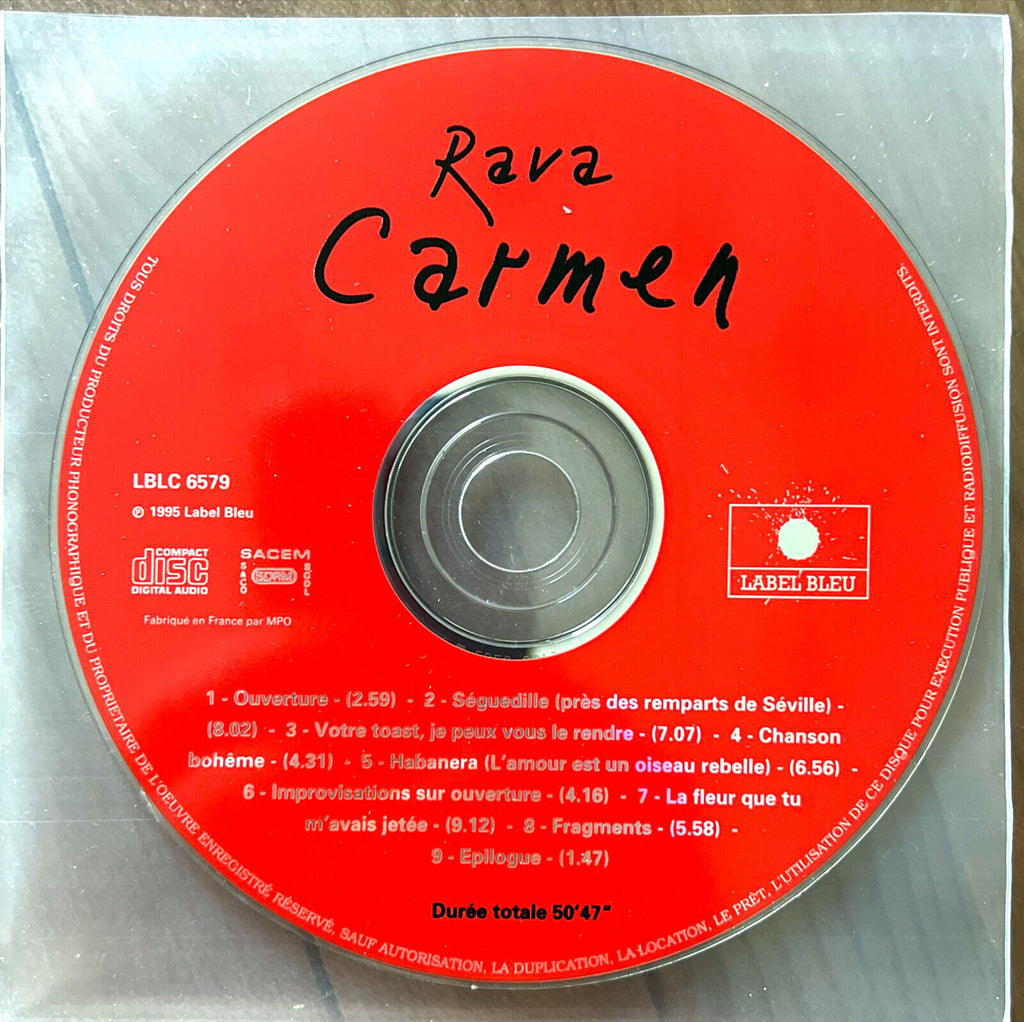 Rava
Carmen
TOUS DROITS DU PRODUCTEUR PHONOGRAPHIQUE ET DU PROPRIETAIRE DE L'OEUVRE ENREGISTRÉ RÉSERVÉ, SAUF AUTORISATION, LA DUPLICATION, LA LOCATION, LE PRÊT, L'UTILISATION DE CE DISQUE POUR EXECUTION PUBLIQUE ET RADIODIFFUSION SONT INTERDITS.
LBLC 6579
℗ 1995 Label Bleu
COMPACT
disc
DIGITAL AUDIO
SACEM
SACD
SDRM
SGDL
Fabriqué en France par MPO
LABEL BLEU
1 - Ouverture - (2.59) - 2 - Séguedille (près des remparts de Séville) -
(8.02) - 3 - Votre toast, je peux vous le rendre - (7.07) - 4 - Chanson
bohême - (4.31) - 5 - Habanera (L'amour est un oiseau rebelle) - (6.56) -
6 - Improvisations sur ouverture - (4.16) - 7 - La fleur que tu
m'avais jetée - (9.12) - 8 - Fragments - (5.58) -
9 - Epilogue - (1.47)
Durée totale 50'47"